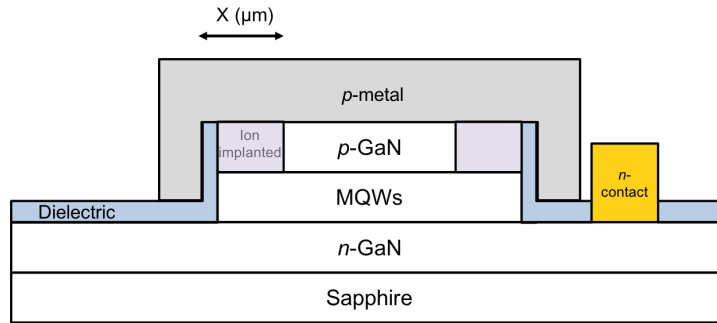 X (μm)
p-metal
Ion
implanted
p-GaN
n-
contact
MQWs
Dielectric
n-GaN
Sapphire